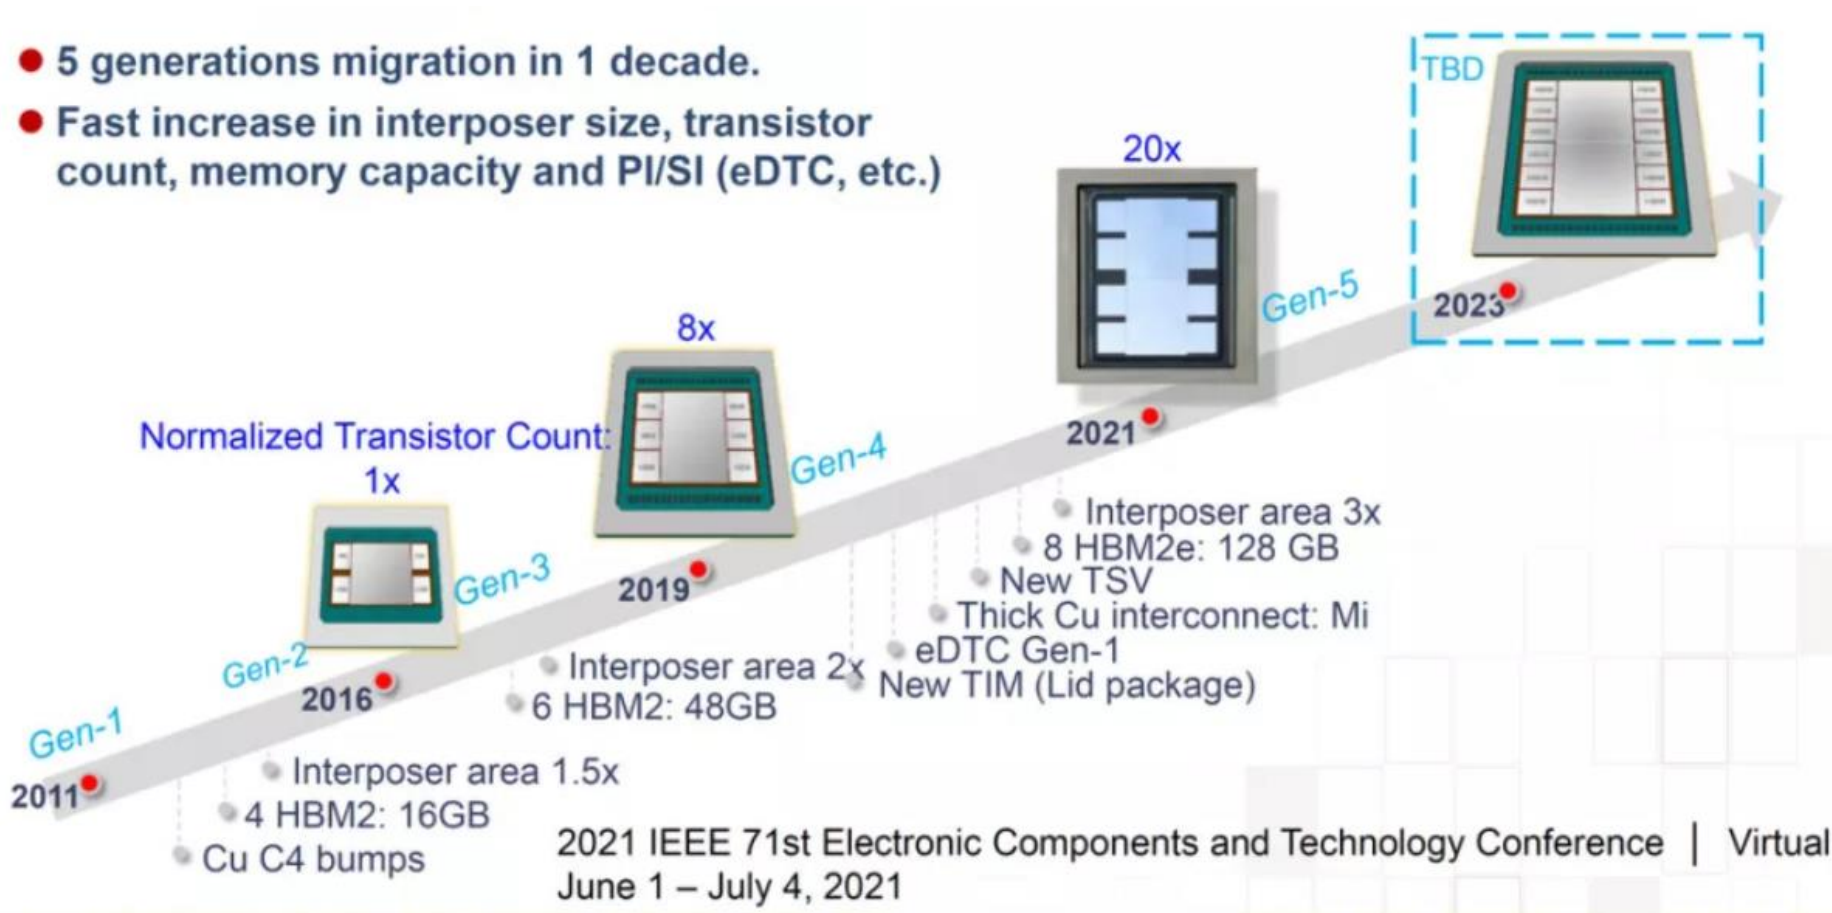 5 generations migration in 1 decade.
Fast increase in interposer size, transistor
count, memory capacity and PI/SI (eDTC, etc.)
TBD
20x
Gen-5
2023
8x
Normalized Transistor Count:
1x
Gen-4
2021
Gen-3
2019
Interposer area 3x
8 HBM2e: 128 GB
New TSV
Thick Cu interconnect: Mi
eDTC Gen-1
New TIM (Lid package)
Gen-2
2016
Interposer area 2x
6 HBM2: 48GB
Gen-1
2011
Interposer area 1.5x
4 HBM2: 16GB
Cu C4 bumps
2021 IEEE 71st Electronic Components and Technology Conference | Virtual
June 1 – July 4, 2021